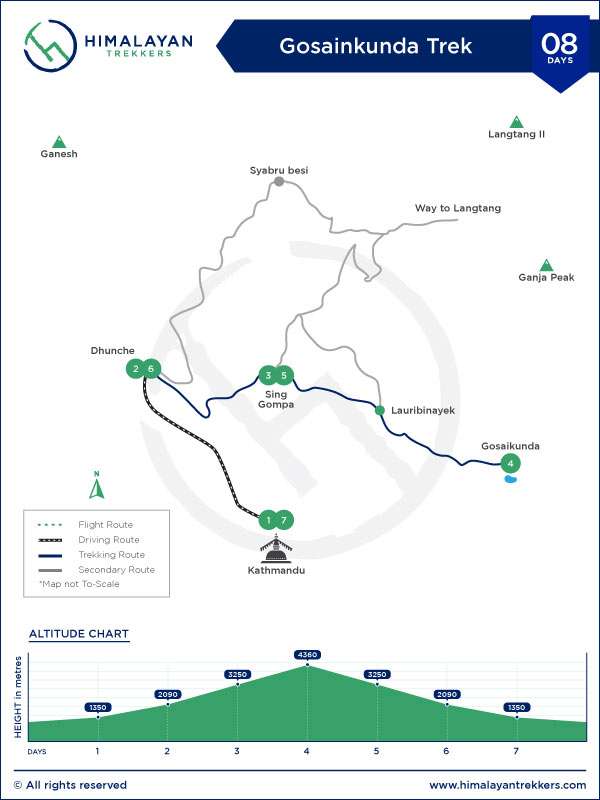 HIMALAYAN
TREKKERS
Gosainkunda Trek
08
DAYS
Langtang II
Ganesh
Syabru besi
Way to Langtang
Ganja Peak
Dhunche
2 6
3 5
Sing
Gompa
Lauribinayek
Gosaikunda
4
N
1 7
Kathmandu
Flight Route
Driving Route
Trekking Route
Secondary Route
*Map not To-Scale
ALTITUDE CHART
HEIGHT in metres
1350 2090 3250 4360 3250 2090 1350
DAYS 1 2 3 4 5 6 7
© All rights reserved www.himalayantrekkers.com